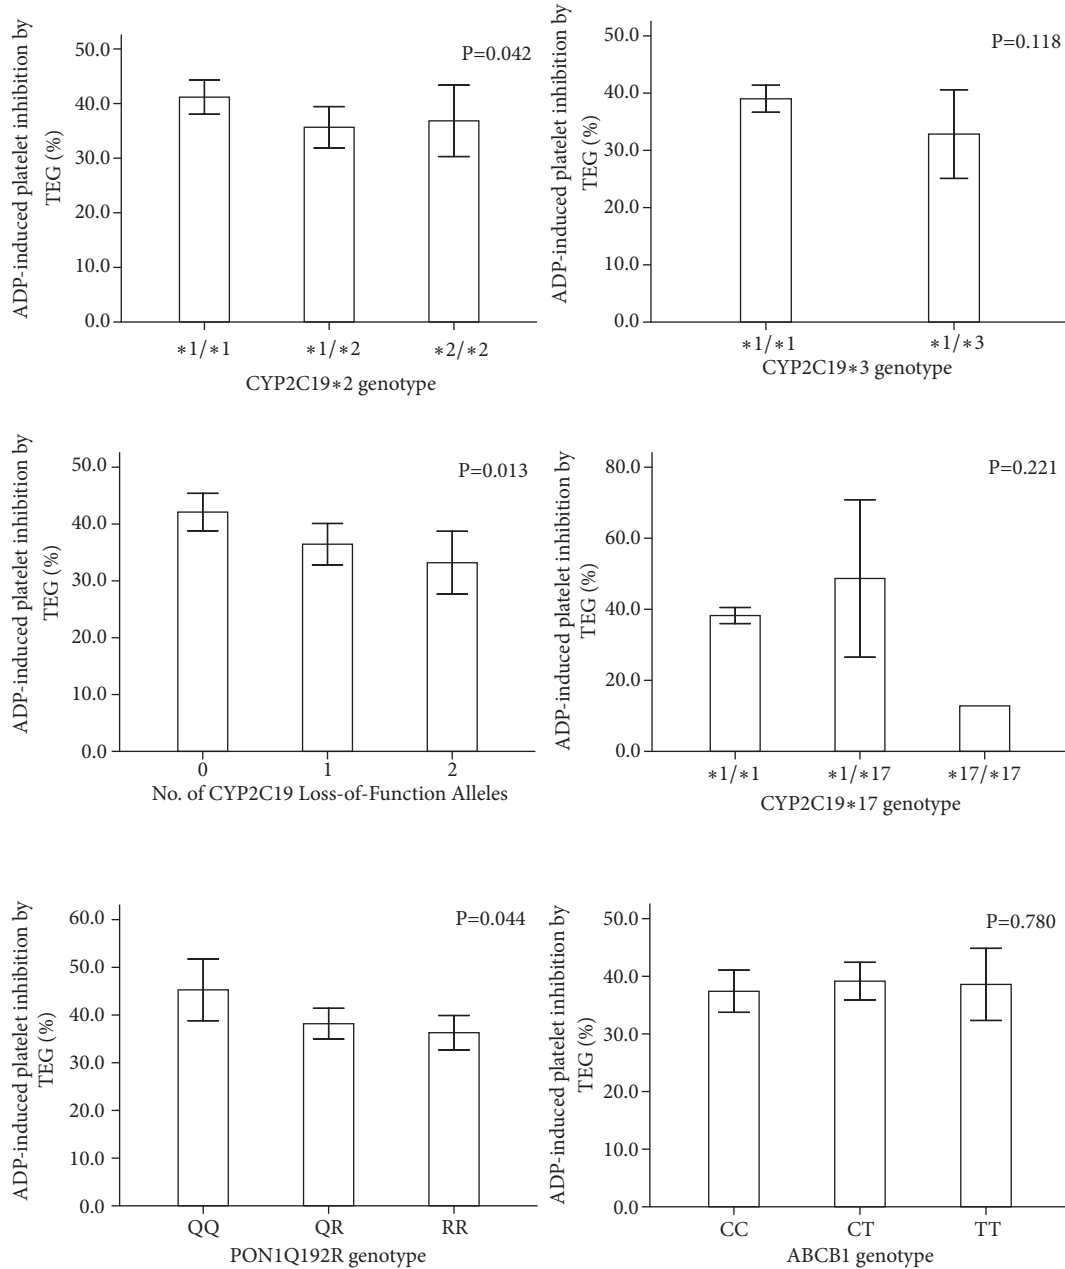 ADP-induced platelet inhibition by
TEG (%)
50.0
40.0
30.0
20.0
10.0
0.0
P=0.042
∗1/∗1
∗1/∗2
∗2/∗2
CYP2C19∗2 genotype
ADP-induced platelet inhibition by
TEG (%)
50.0
40.0
30.0
20.0
10.0
0.0
P=0.118
∗1/∗1
∗1/∗3
CYP2C19∗3 genotype
ADP-induced platelet inhibition by
TEG (%)
50.0
40.0
30.0
20.0
10.0
0.0
P=0.013
0
1
2
No. of CYP2C19 Loss-of-Function Alleles
ADP-induced platelet inhibition by
TEG (%)
80.0
60.0
40.0
20.0
0.0
P=0.221
∗1/∗1
∗1/∗17
∗17/∗17
CYP2C19∗17 genotype
ADP-induced platelet inhibition by
TEG (%)
60.0
50.0
40.0
30.0
20.0
10.0
0.0
P=0.044
QQ
QR
RR
PON1Q192R genotype
ADP-induced platelet inhibition by
TEG (%)
50.0
40.0
30.0
20.0
10.0
0.0
P=0.780
CC
CT
TT
ABCB1 genotype